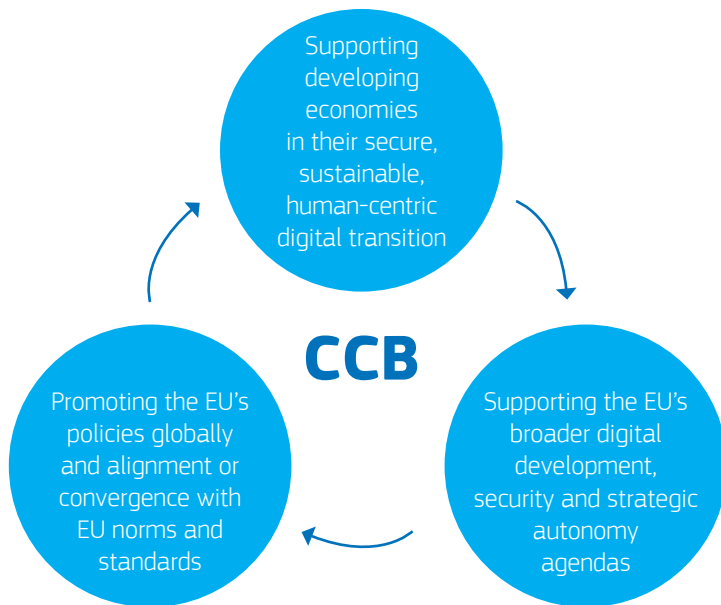 Supporting
developing
economies
in their secure,
sustainable,
human-centric
digital transition
CCB
Promoting the EU's
policies globally
and alignment or
convergence with
EU norms and
standards
Supporting the EU's
broader digital
development,
security and strategic
autonomy
agendas